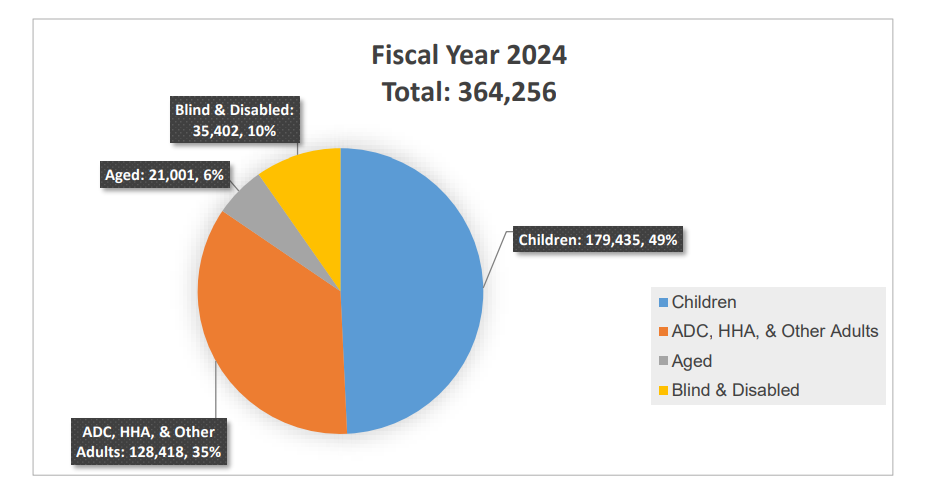 Fiscal Year 2024
Total: 364,256
Blind & Disabled:
35,402, 10%
Aged: 21,001, 6%
Children: 179,435, 49%
ADC, HHA, & Other
Adults: 128,418, 35%
Children
ADC, HHA, & Other Adults
Aged
Blind & Disabled